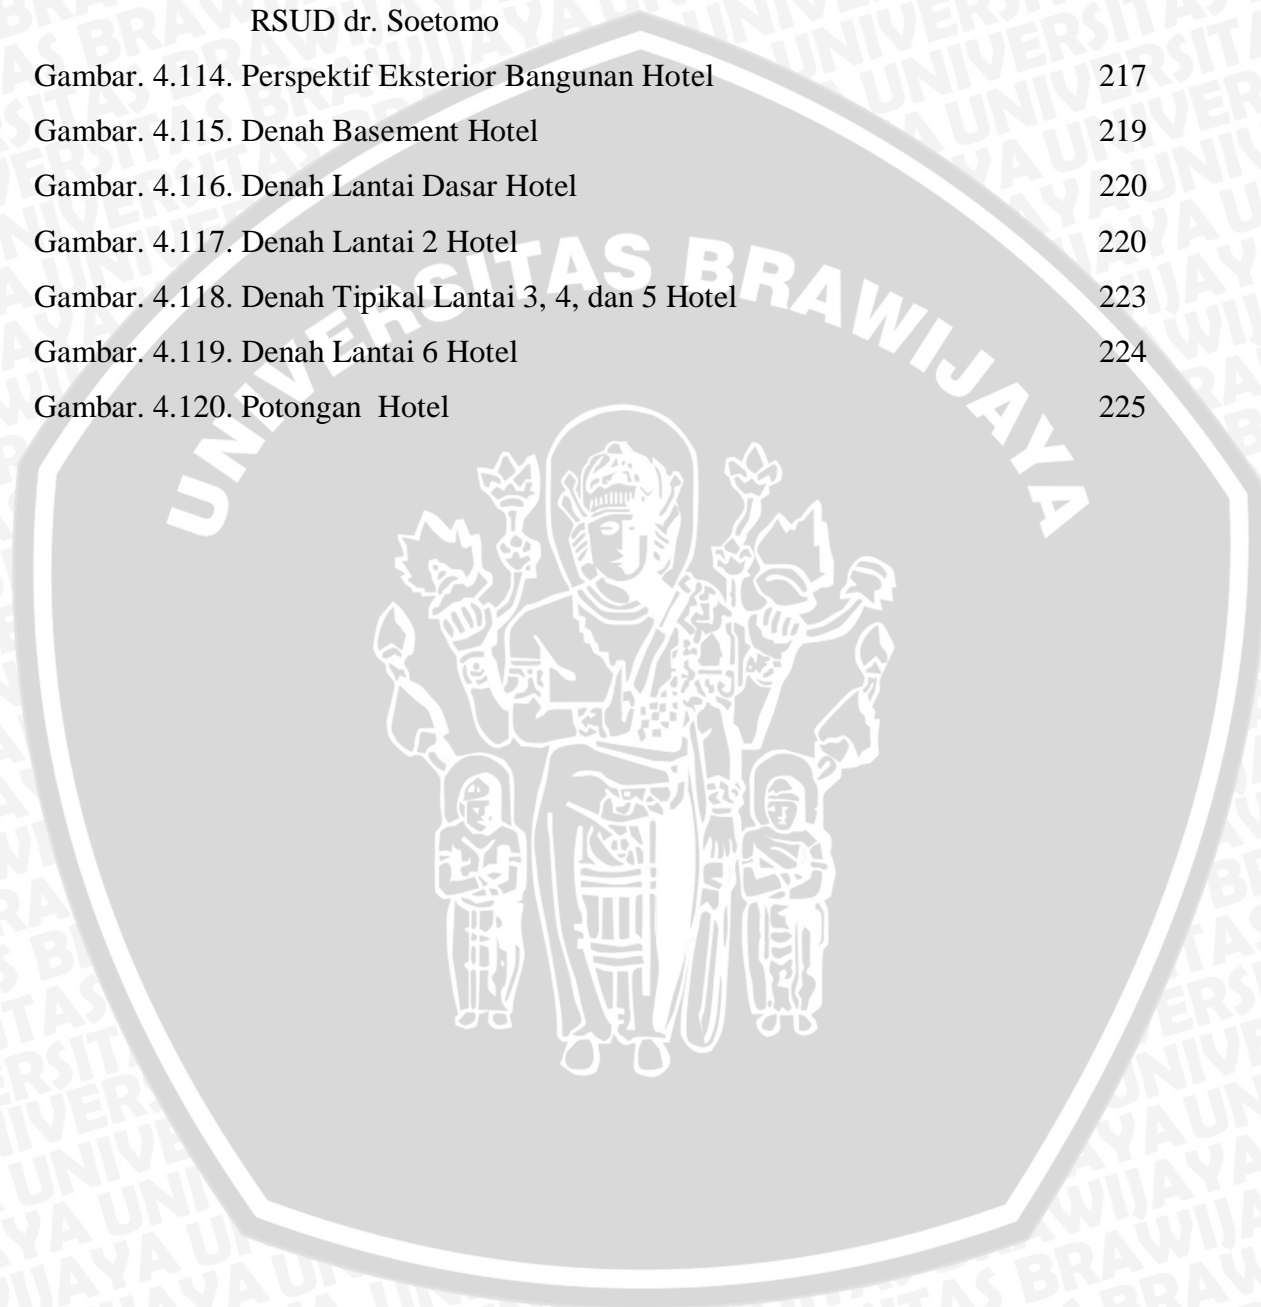 RSUD dr. Soetomo
Gambar. 4.114. Perspektif Eksterior Bangunan Hotel 217
Gambar. 4.115. Denah Basement Hotel 219
Gambar. 4.116. Denah Lantai Dasar Hotel 220
Gambar. 4.117. Denah Lantai 2 Hotel 220
Gambar. 4.118. Denah Tipikal Lantai 3, 4, dan 5 Hotel 223
Gambar. 4.119. Denah Lantai 6 Hotel 224
Gambar. 4.120. Potongan  Hotel 225
UNIVERSITAS BRAWIJAYA